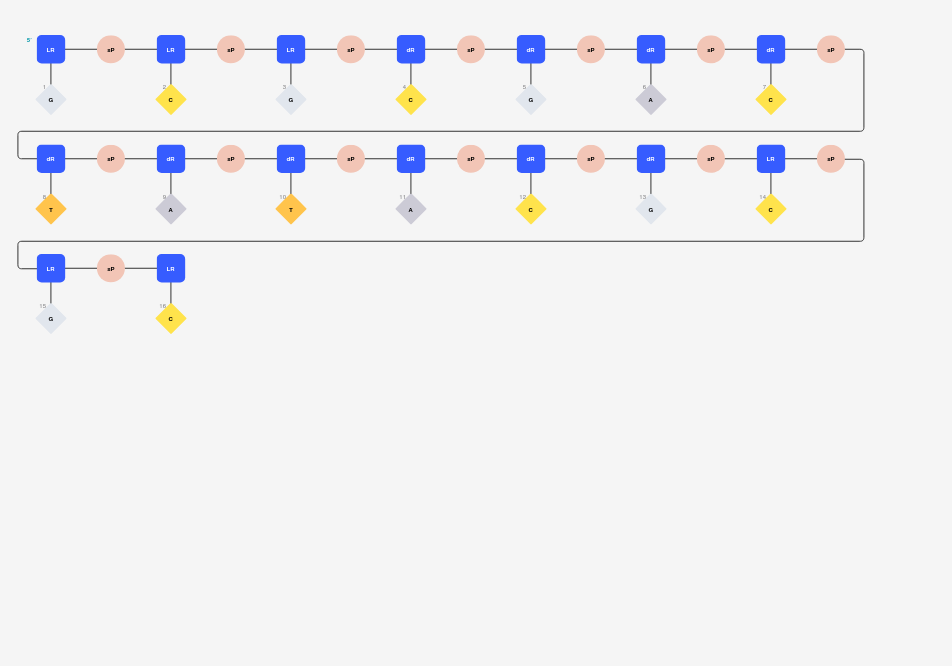 5'
LR sP LR sP LR sP dR sP dR sP dR sP dR sP
1 2 3 4 5 6 7
G C G C G A C
dR sP dR sP dR sP dR sP dR sP dR sP LR sP
8 9 10 11 12 13 14
T A T A C G C
LR sP LR
15 16
G C